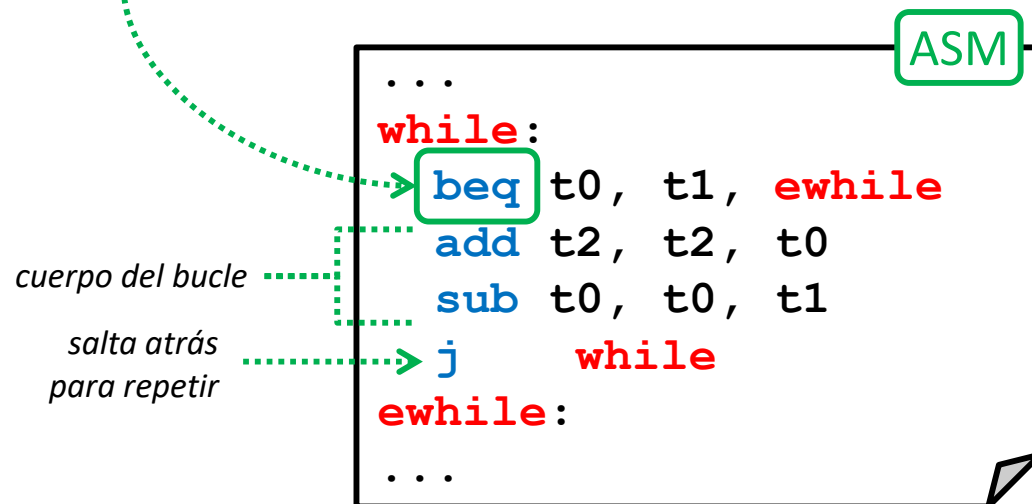 ASM
...
while:
beq t0, t1, ewhile
add t2, t2, t0
cuerpo del bucle
sub t0, t0, t1
salta atrás
para repetir
j while
ewhile:
...